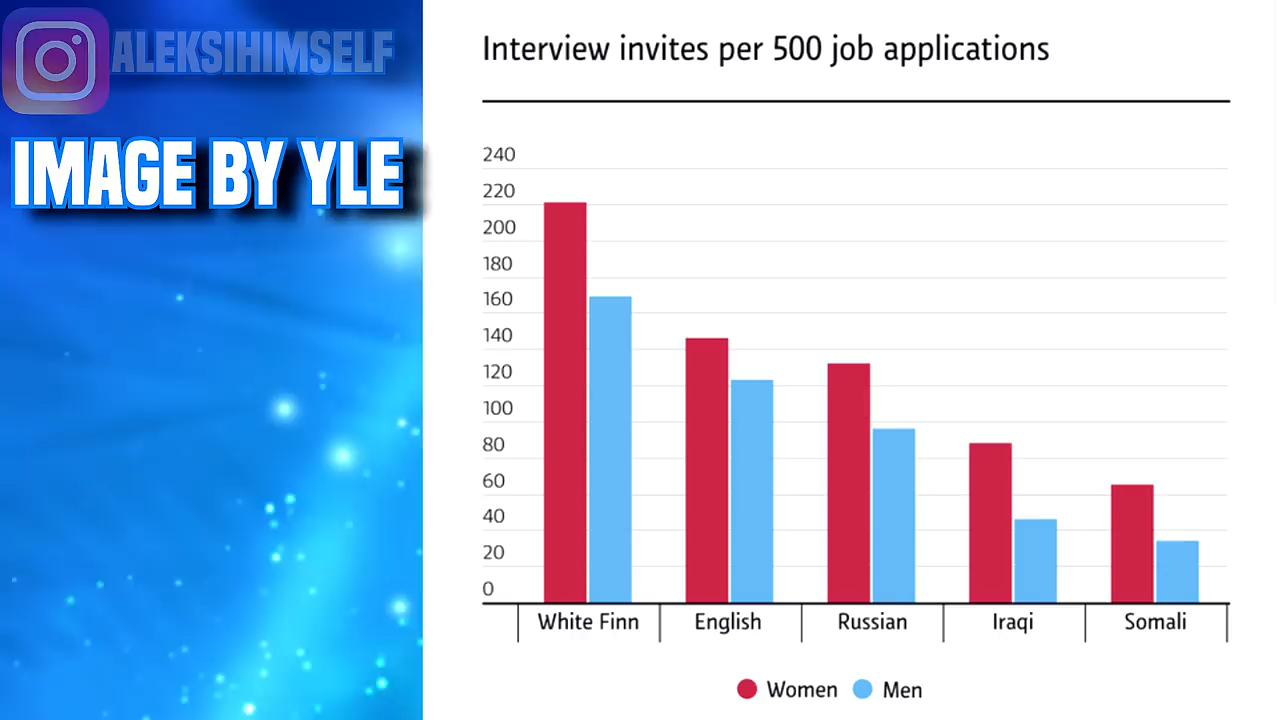 ALEKSIHIMSELF
IMAGE BY YLE
Interview invites per 500 job applications
240
220
200
180
160
140
120
100
80
60
40
20
0
White Finn English Russian Iraqi Somali
Women Men